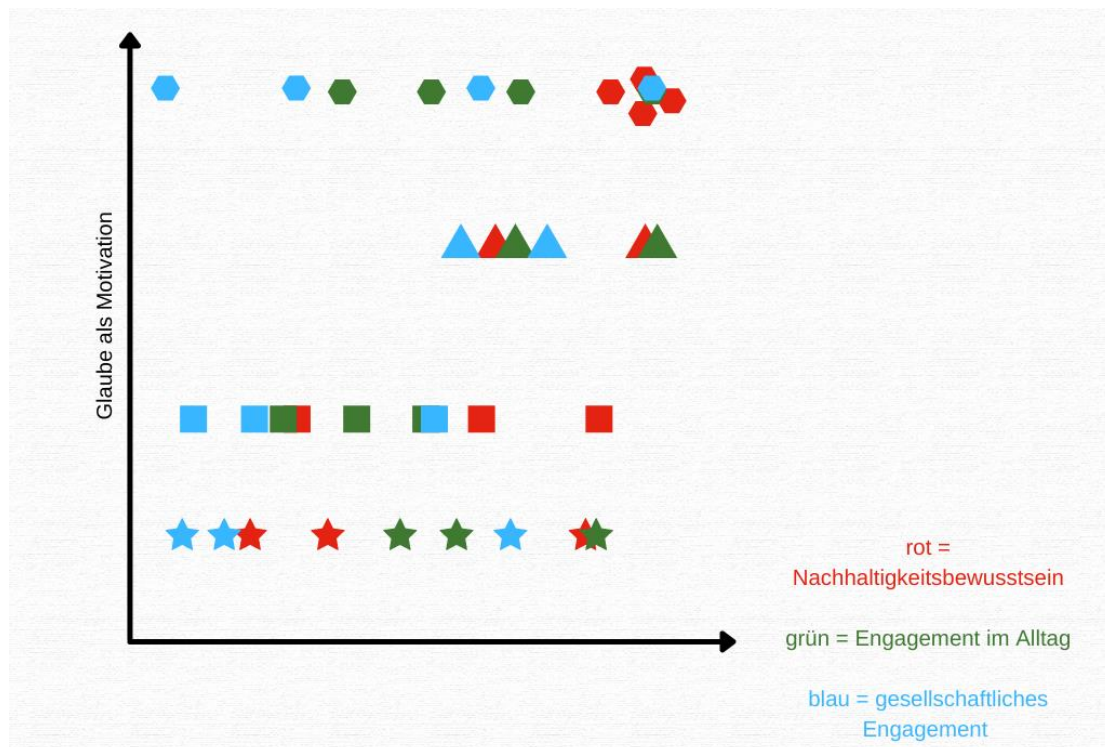 Glaube als Motivation
rot =
Nachhaltigkeitsbewusstsein
grün = Engagement im Alltag
blau = gesellschaftliches
Engagement